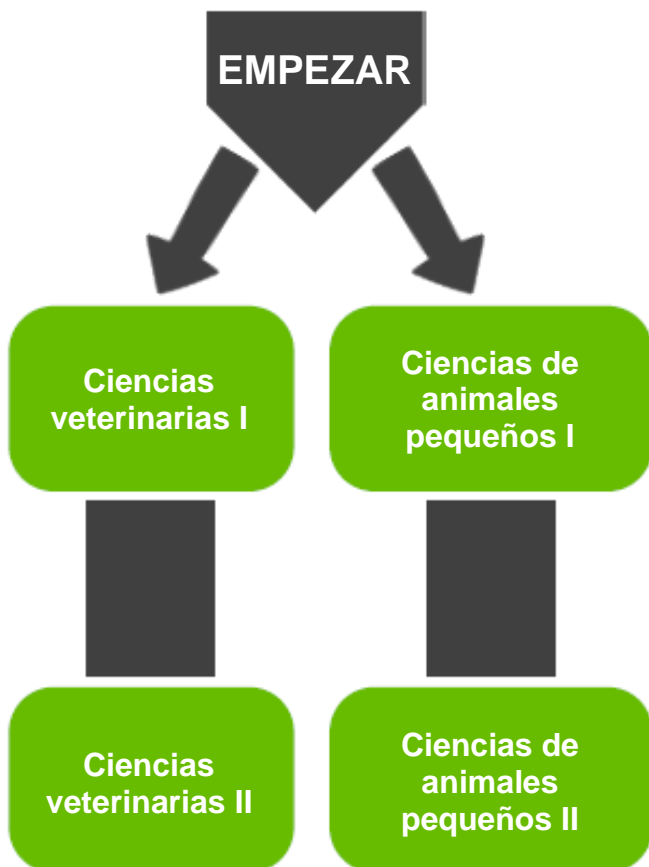 EMPEZAR
Ciencias
veterinarias I
Ciencias de
animales
pequeños I
Ciencias
veterinarias II
Ciencias de
animales
pequeños II